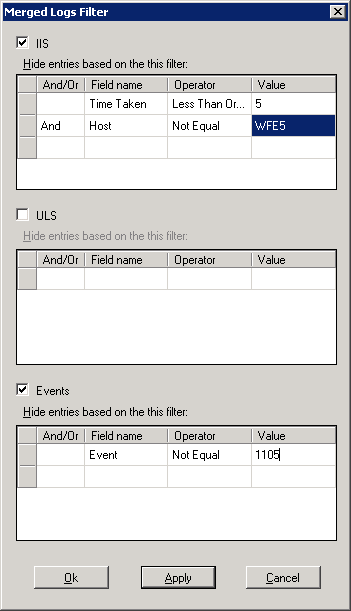 Merged Logs Filter
IIS
Hide entries based on the this filter:
And/Or Field name Operator Value
Time Taken Less Than Or... 5
And Host Not Equal WFE5
ULS
Hide entries based on the this filter:
And/Or Field name Operator Value
Events
Hide entries based on the this filter:
And/Or Field name Operator Value
Event Not Equal 1105
Ok Apply Cancel